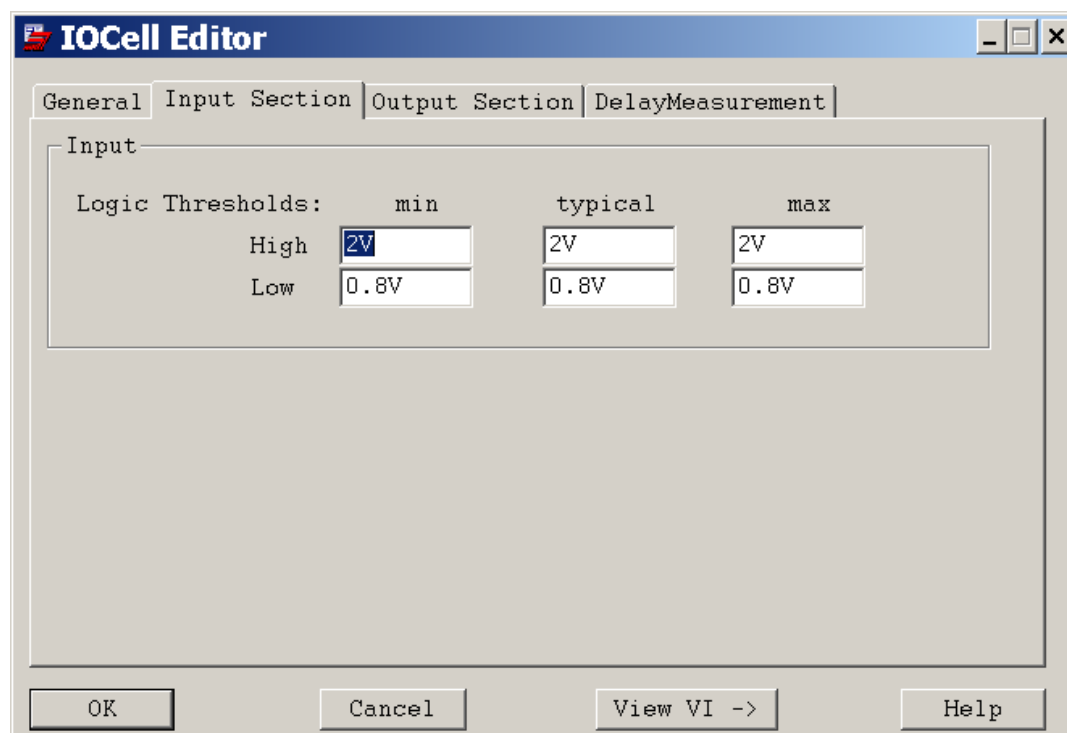 IOCell Editor
General Input Section Output Section DelayMeasurement
Input
Logic Thresholds: min typical max
High 2V 2V 2V
Low 0.8V 0.8V 0.8V
OK Cancel View VI -> Help